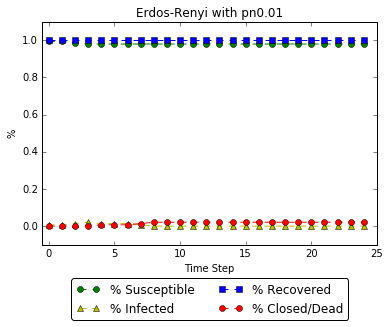 Erdos-Renyi with pn0.01
1.0
0.8
0.6
0.4
0.2
0.0
%
0 5 10 15 20 25
Time Step
% Susceptible % Recovered
% Infected % Closed/Dead